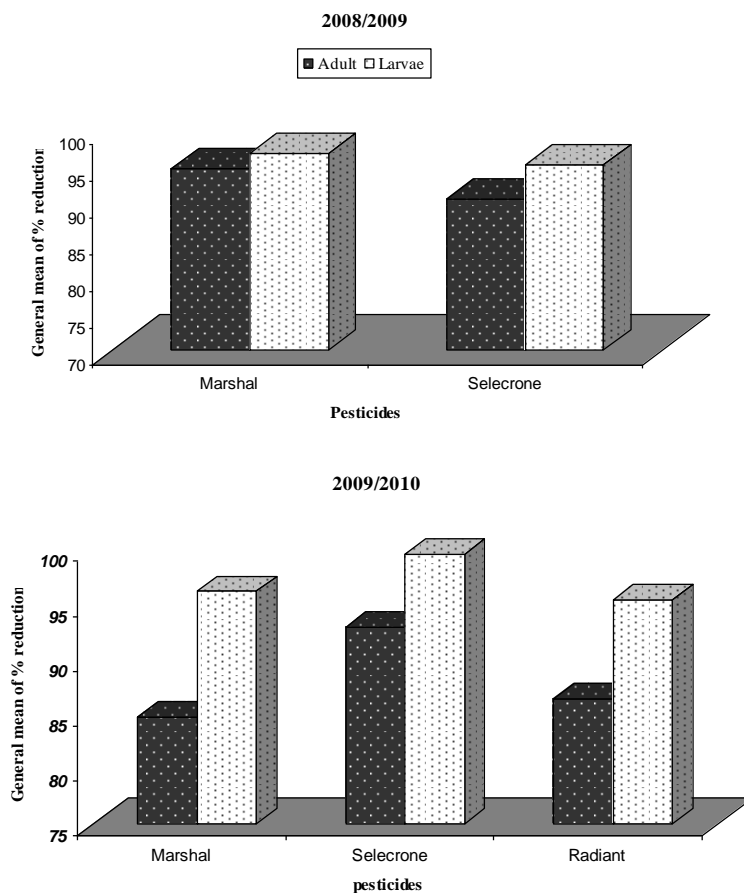 2008/2009
Adult Larvae
General mean of % reduction
100
95
90
85
80
75
70
Marshal Selecrone
Pesticides
2009/2010
General mean of % reduction
100
95
90
85
80
75
Marshal Selecrone Radiant
pesticides